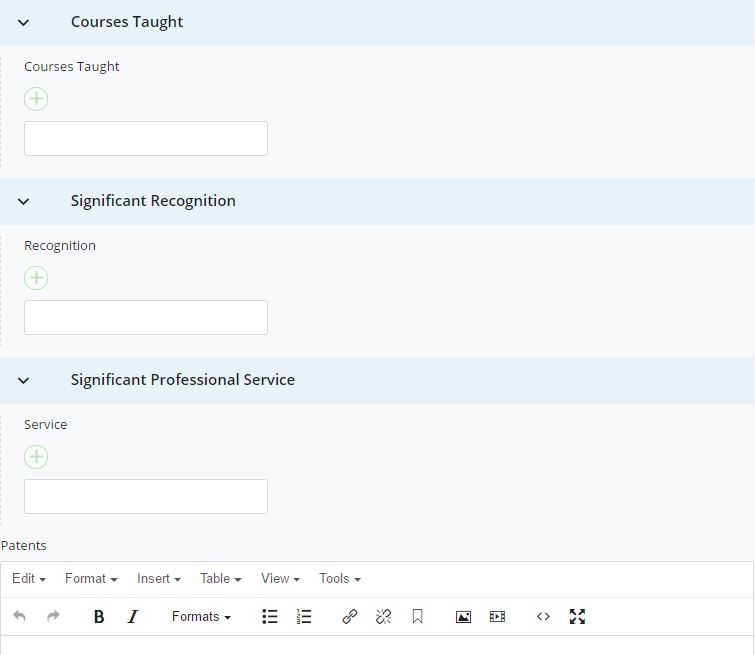 Courses Taught
Courses Taught
Significant Recognition
Recognition
Significant Professional Service
Service
Patents
Edit Format Insert Table View Tools
B I Formats